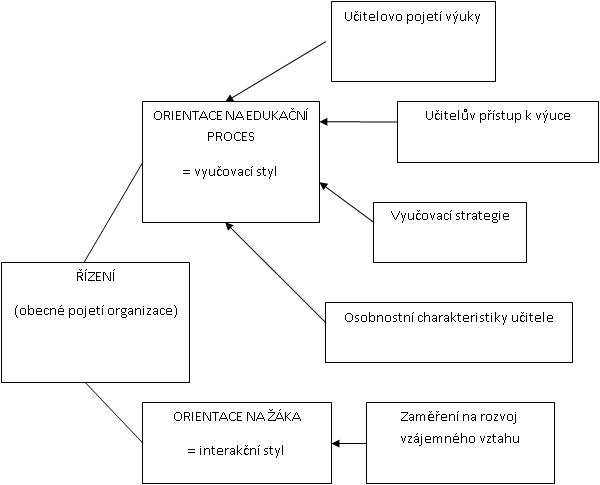 Učitelovo pojetí výuky
ORIENTACE NA EDUKAČNÍ
PROCES
= vyučovací styl
Učitelův přístup k výuce
Vyučovací strategie
ŘÍZENÍ
(obecné pojetí organizace)
Osobnostní charakteristiky učitele
ORIENTACE NA ŽÁKA
= interakční styl
Zaměření na rozvoj
vzájemného vztahu